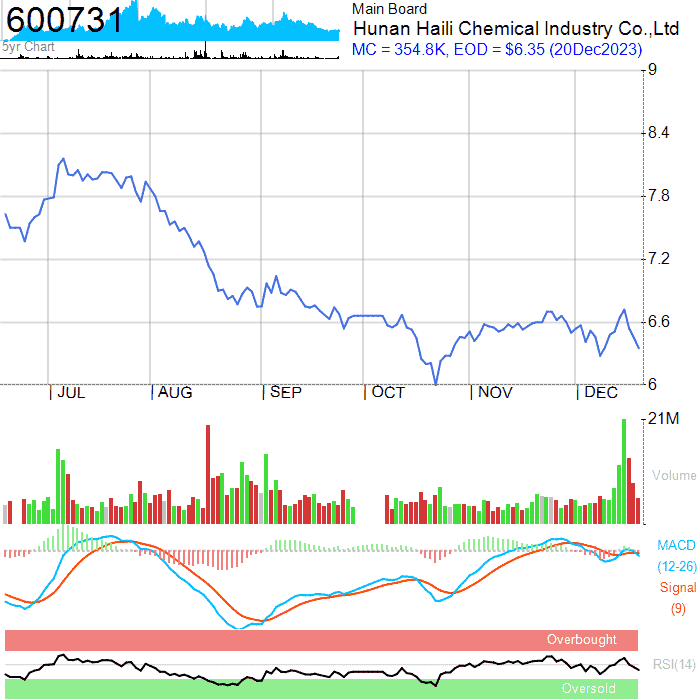 600731
5yr Chart
Main Board
Hunan Haili Chemical Industry Co.,Ltd
MC = 354.8K, EOD = $6.35 (20Dec2023)
9
8.4
7.8
7.2
6.6
6
| JUL | AUG | SEP | OCT | NOV | DEC
21M
Volume
MACD
(12-26)
Signal
(9)
Overbought
RSI(14)
Oversold